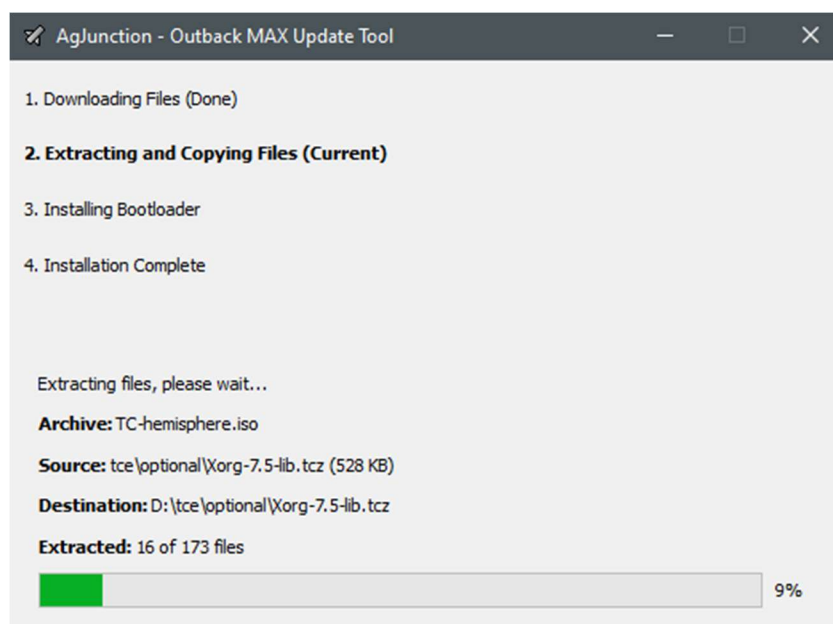 AgJunction - Outback MAX Update Tool
1. Downloading Files (Done)
2. Extracting and Copying Files (Current)
3. Installing Bootloader
4. Installation Complete
Extracting files, please wait...
Archive: TC-hemisphere.iso
Source: tce\optional\Xorg-7.5-lib.tcz (528 KB)
Destination: D:\tce\optional\Xorg-7.5-lib.tcz
Extracted: 16 of 173 files
9%